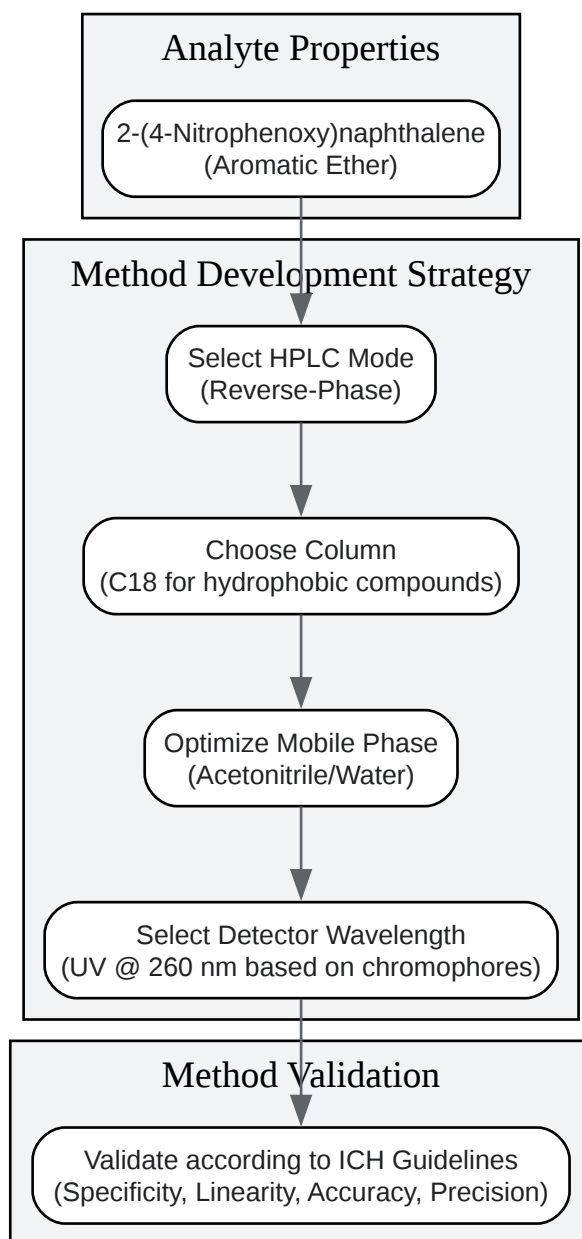 Analyte Properties
2-(4-Nitrophenoxy)naphthalene
(Aromatic Ether)
Method Development Strategy
Select HPLC Mode
(Reverse-Phase)
Choose Column
(C18 for hydrophobic compounds)
Optimize Mobile Phase
(Acetonitrile/Water)
Select Detector Wavelength
(UV @ 260 nm based on chromophores)
Method Validation
Validate according to ICH Guidelines
(Specificity, Linearity, Accuracy, Precision)